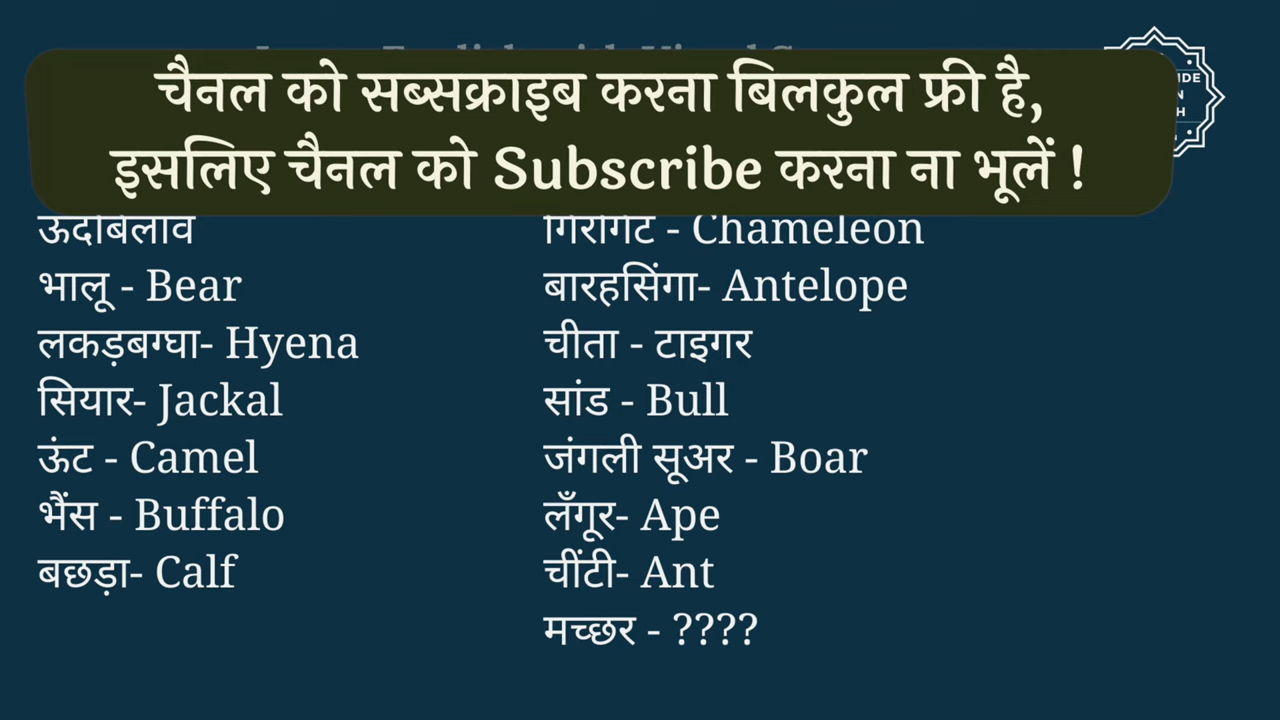 चैनल को सब्सक्राइब करना बिलकुल फ्री है,
इसलिए चैनल को Subscribe करना ना भूलें !
ऊदबिलाव
भालू - Bear
लकड़बग्घा- Hyena
सियार- Jackal
ऊंट - Camel
भैंस - Buffalo
बछड़ा- Calf
गिरगिट - Chameleon
बारहसिंगा- Antelope
चीता - टाइगर
सांड - Bull
जंगली सूअर - Boar
लँगूर- Ape
चींटी- Ant
मच्छर - ????